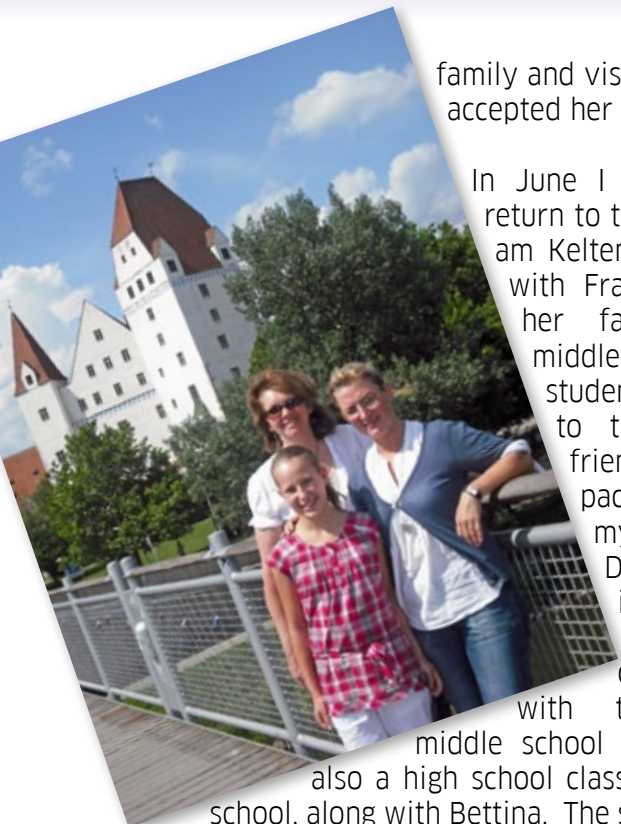 family and vis
accepted her
In June I
return to t
am Kelter
with Fra
her fa
middle
studen
to t
frien
pac
my
D
i
with t
middle school
also a high school class
school, along with Bettina. The s